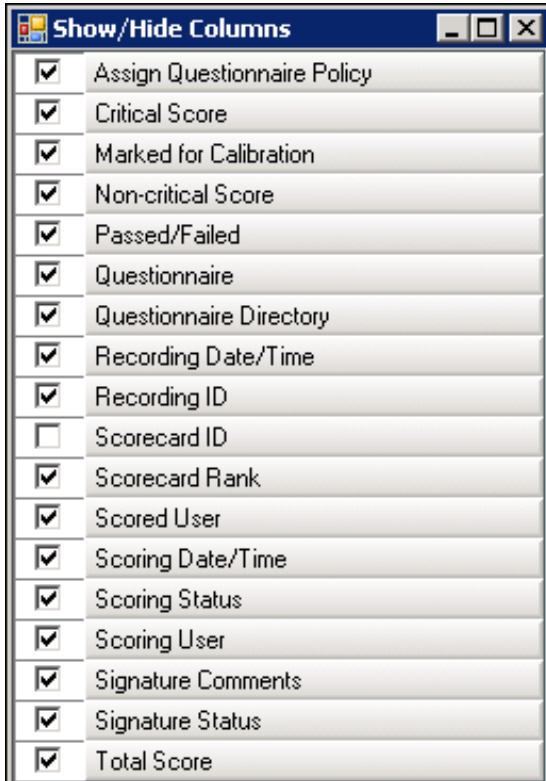 Show/Hide Columns
Assign Questionnaire Policy
Critical Score
Marked for Calibration
Non-critical Score
Passed/Failed
Questionnaire
Questionnaire Directory
Recording Date/Time
Recording ID
Scorecard ID
Scorecard Rank
Scored User
Scoring Date/Time
Scoring Status
Scoring User
Signature Comments
Signature Status
Total Score